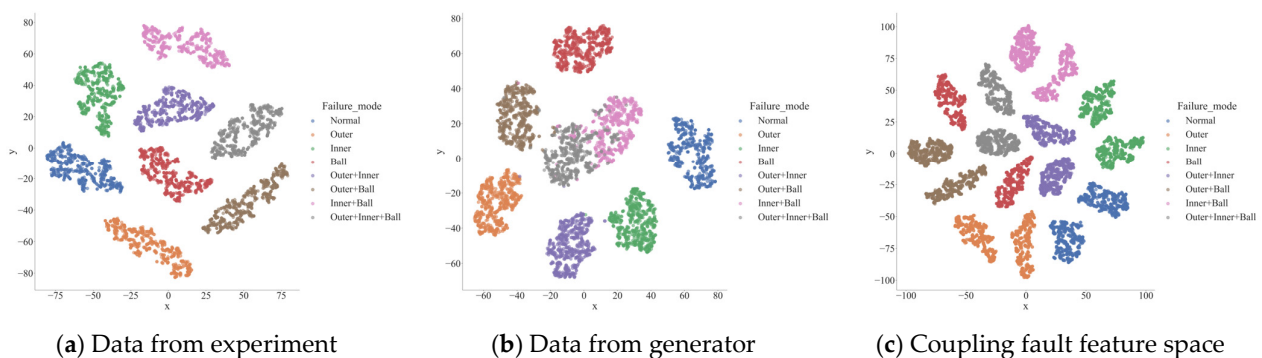 80
60
40
20
0
−20
−40
−60
−80
y
−75 −50 −25 0 25 50 75
x
Failure_mode
Normal
Outer
Inner
Ball
Outer+Inner
Outer+Ball
Inner+Ball
Outer+Inner+Ball
(a) Data from experiment
80
60
40
20
0
−20
−40
−60
y
−60 −40 −20 0 20 40 60 80
x
Failure_mode
Normal
Outer
Inner
Ball
Outer+Inner
Outer+Ball
Inner+Ball
Outer+Inner+Ball
(b) Data from generator
100
75
50
25
0
−25
−50
−75
−100
y
−100 −50 0 50 100
x
Failure_mode
Normal
Outer
Inner
Ball
Outer+Inner
Outer+Ball
Inner+Ball
Outer+Inner+Ball
(c) Coupling fault feature space